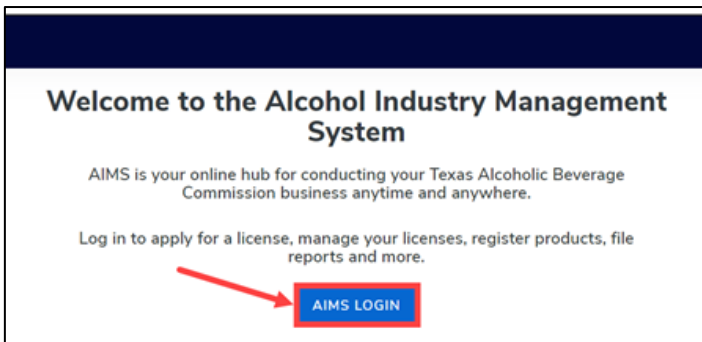 Welcome to the Alcohol Industry Management
System
AIMS is your online hub for conducting your Texas Alcoholic Beverage
Commission business anytime and anywhere.
Log in to apply for a license, manage your licenses, register products, file
reports and more.
AIMS LOGIN